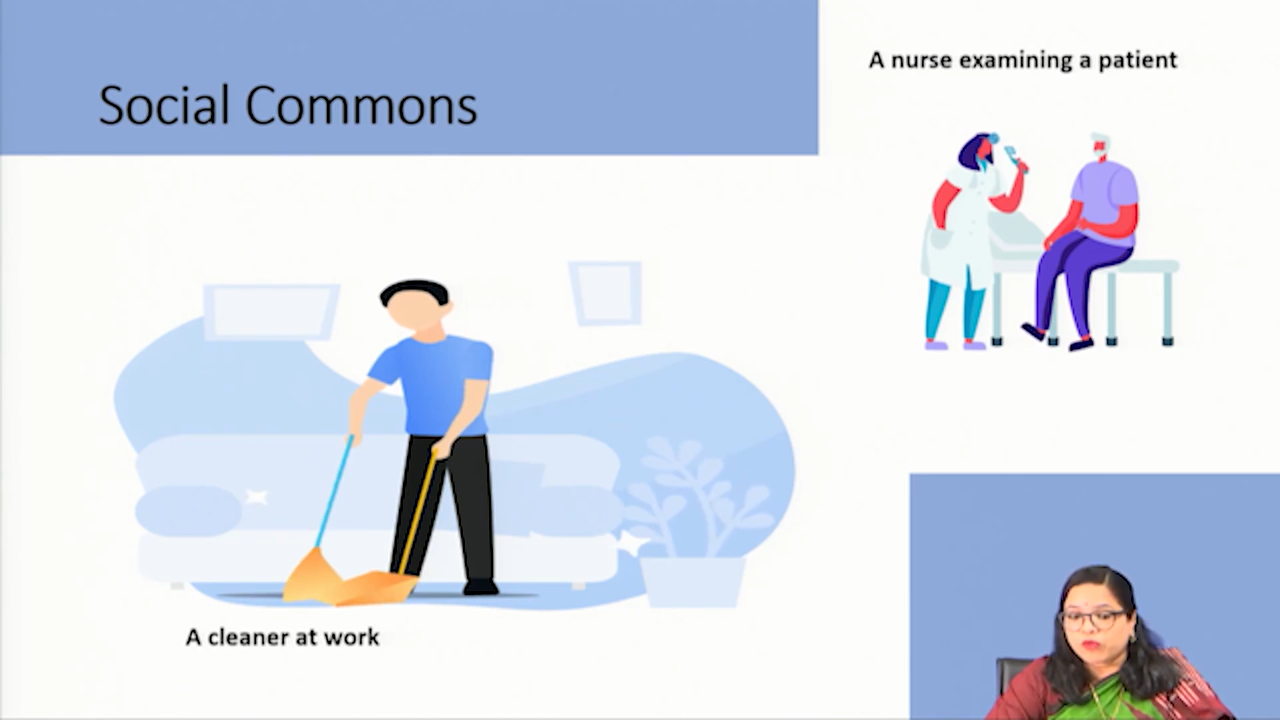 Social Commons
A nurse examining a patient
A cleaner at work